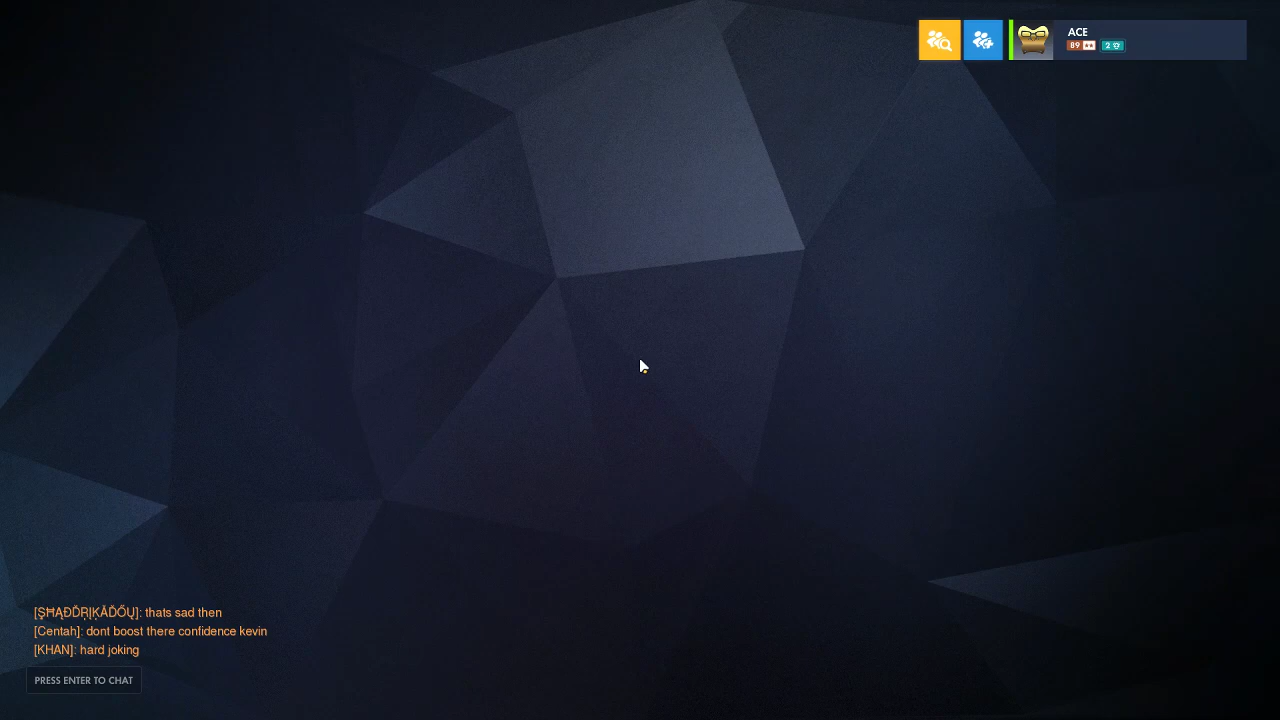 ACE
89 ★★ 2
[ŞĦĄĐĎŖĮĶĂĎŐŲ]: thats sad then
[Centah]: dont boost there confidence kevin
[KHAN]: hard joking
PRESS ENTER TO CHAT